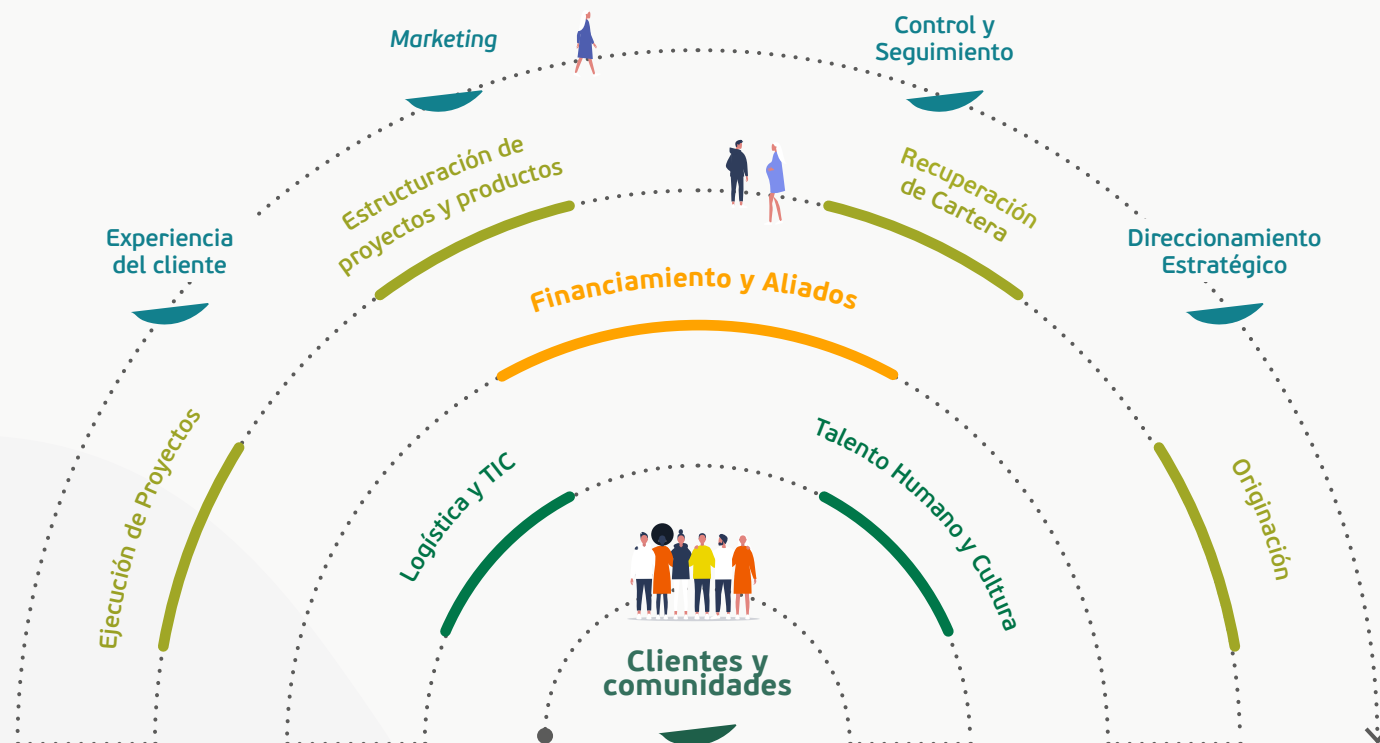 Marketing
Control y
Seguimiento
Estructuración de
proyectos y productos
Recuperación
de Cartera
Experiencia
del cliente
Direccionamiento
Estratégico
Financiamiento y Aliados
Ejecución de Proyectos
Logística y TIC
Talento Humano y Cultura
Originación
Clientes y
comunidades